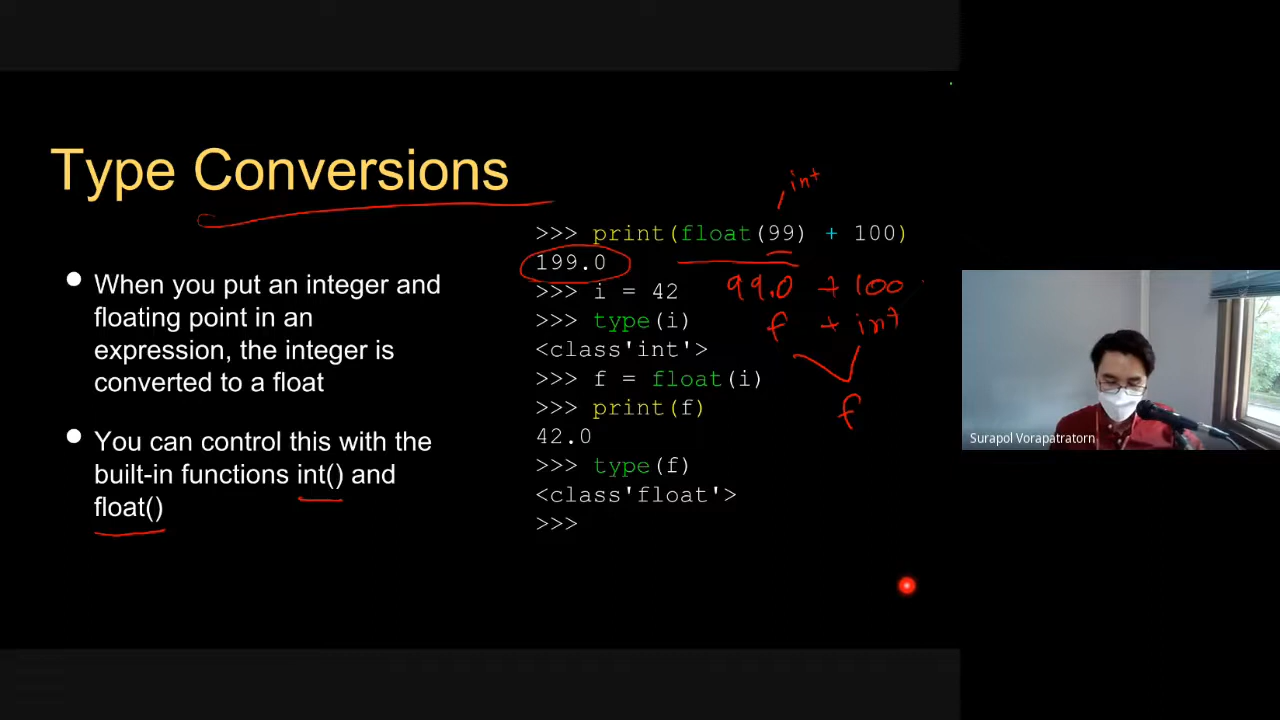 Type Conversions
When you put an integer and
floating point in an
expression, the integer is
converted to a float
You can control this with the
built-in functions int() and
float()
int
>>> print(float(99) + 100)
199.0
99.0 + 100
>>> i = 42
>>> type(i)
f + int
<class'int'>
>>> f = float(i)
>>> print(f)
f
42.0
>>> type(f)
<class'float'>
>>>
Surapol Vorapatratorn